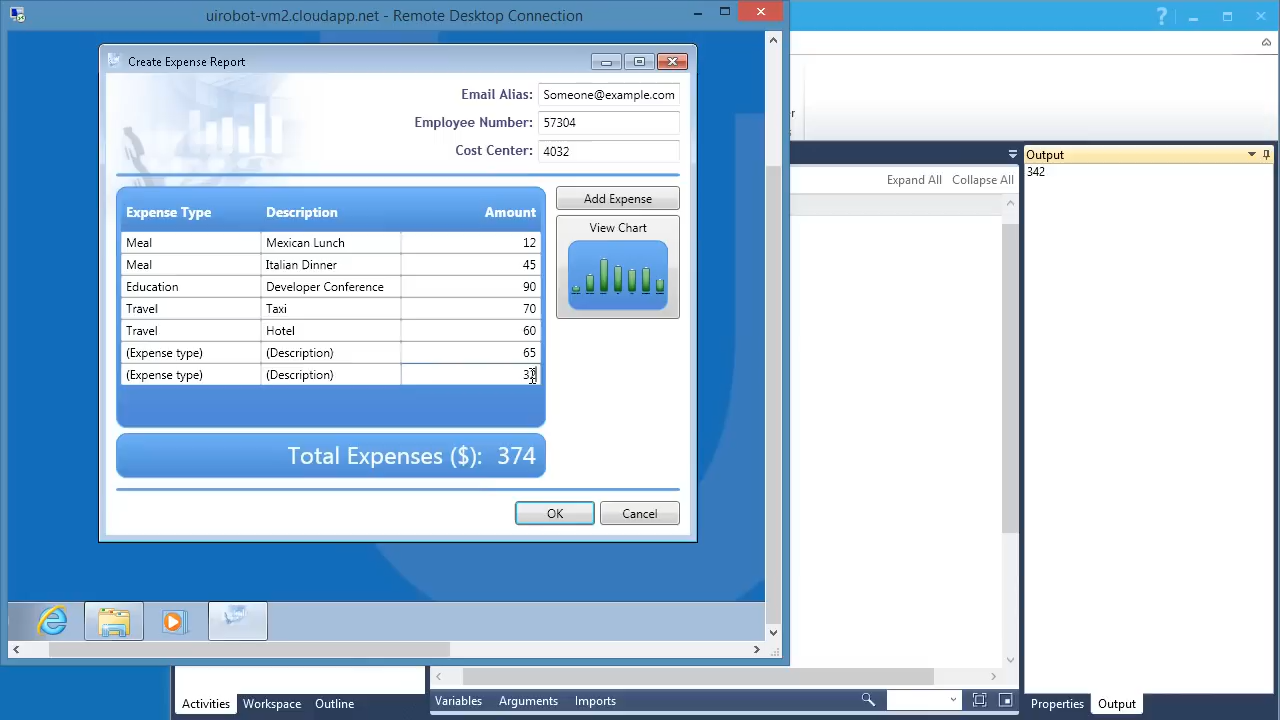 uirobot-vm2.cloudapp.net - Remote Desktop Connection
Create Expense Report
Email Alias: Someone@example.com
Employee Number: 57304
Cost Center: 4032
Expense Type Description Amount
Meal Mexican Lunch 12
Meal Italian Dinner 45
Education Developer Conference 90
Travel Taxi 70
Travel Hotel 60
(Expense type) (Description) 65
(Expense type) (Description)
Total Expenses ($): 374
Add Expense
View Chart
OK Cancel
Expand All Collapse All
Output
342
Activities Workspace Outline
Variables Arguments Imports
Properties Output